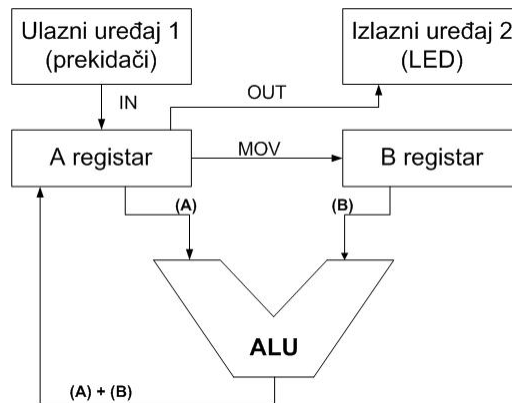 Ulazni uređaj 1
(prekidači)
Izlazni uređaj 2
(LED)
IN
OUT
A registar
MOV
B registar
(A)
(B)
ALU
(A) + (B)